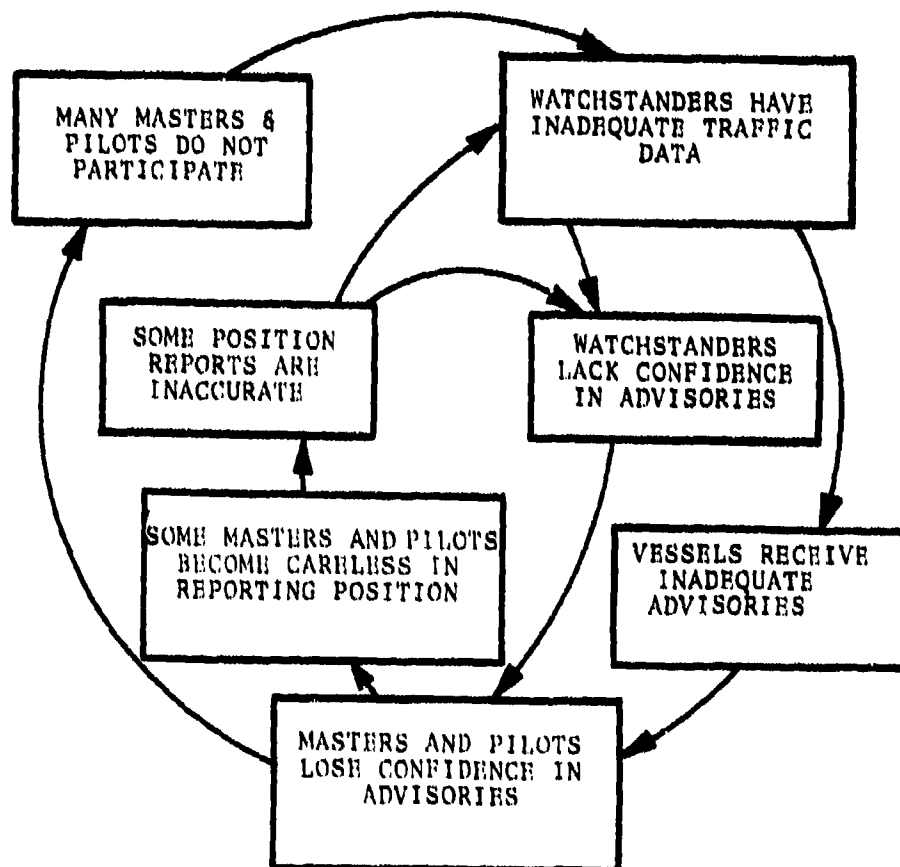 MANY MASTERS &
PILOTS DO NOT
PARTICIPATE
WATCHSTANDERS HAVE
INADEQUATE TRAFFIC
DATA
SOME POSITION
REPORTS ARE
INACCURATE
WATCHSTANDERS
LACK CONFIDENCE
IN ADVISORIES
SOME MASTERS AND PILOTS
BECOME CARELESS IN
REPORTING POSITION
VESSELS RECEIVE
INADEQUATE
ADVISORIES
MASTERS AND PILOTS
LOSE CONFIDENCE IN
ADVISORIES